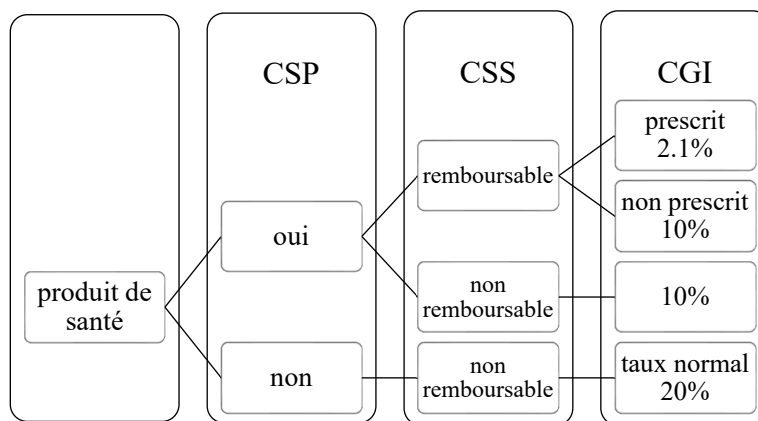 CSP
CSS
CGI
produit de
santé
oui
non
remboursable
non
remboursable
non
remboursable
prescrit
2.1%
non prescrit
10%
10%
taux normal
20%